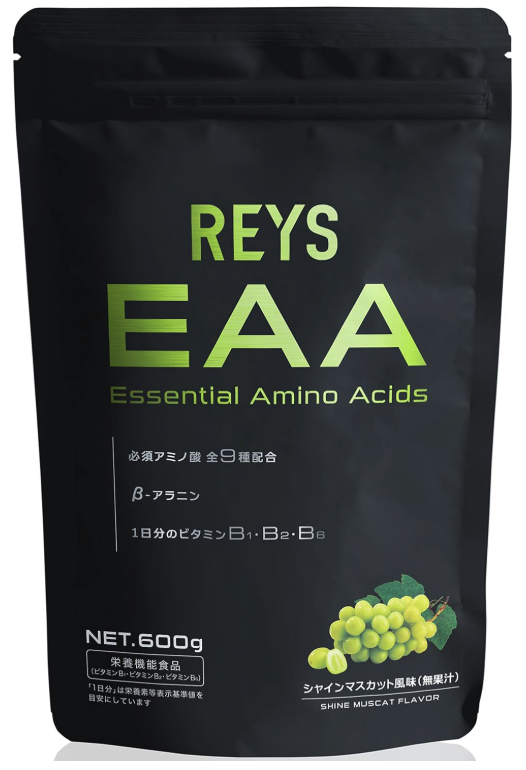 REYS
EAA
Essential Amino Acids
必須アミノ酸 全9種配合
β-アラニン
1日分のビタミンB1・B2・B6
NET.600g
栄養機能食品
(ビタミンB₁・ビタミンB₂・ビタミンB₆)
「1日分」は栄養素等表示基準値を
目安にしています
シャインマスカット風味(無果汁)
SHINE MUSCAT FLAVOR